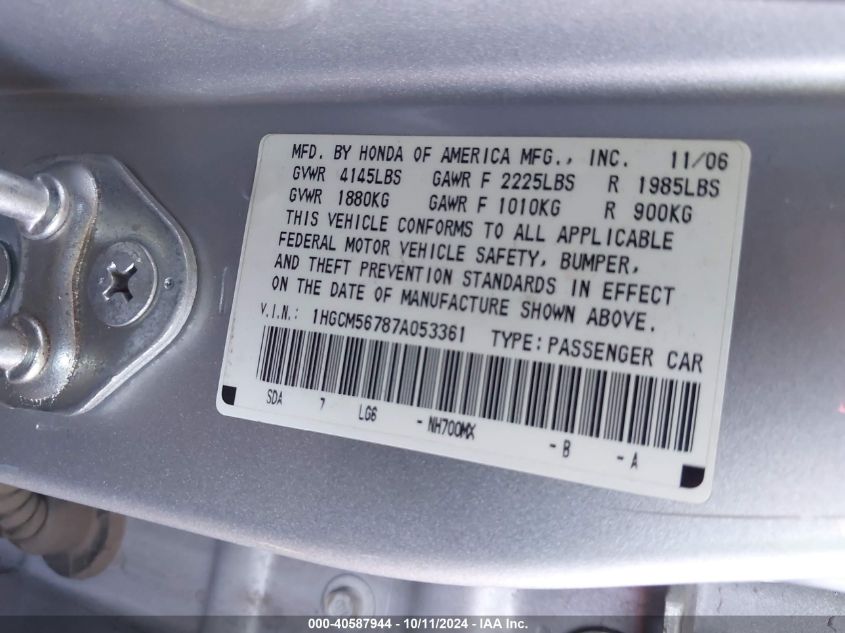 MFD. BY HONDA OF AMERICA MFG., INC. 11/06
GVWR 4145LBS GAWR F 2225LBS R 1985LBS
GVWR 1880KG GAWR F 1010KG R 900KG
THIS VEHICLE CONFORMS TO ALL APPLICABLE
FEDERAL MOTOR VEHICLE SAFETY, BUMPER,
AND THEFT PREVENTION STANDARDS IN EFFECT
ON THE DATE OF MANUFACTURE SHOWN ABOVE.
V.I.N.: 1HGCM56787A053361 TYPE: PASSENGER CAR
SDA 7 LG6 -NH700MX -B -A
000-40587944 - 10/11/2024 - IAA Inc.